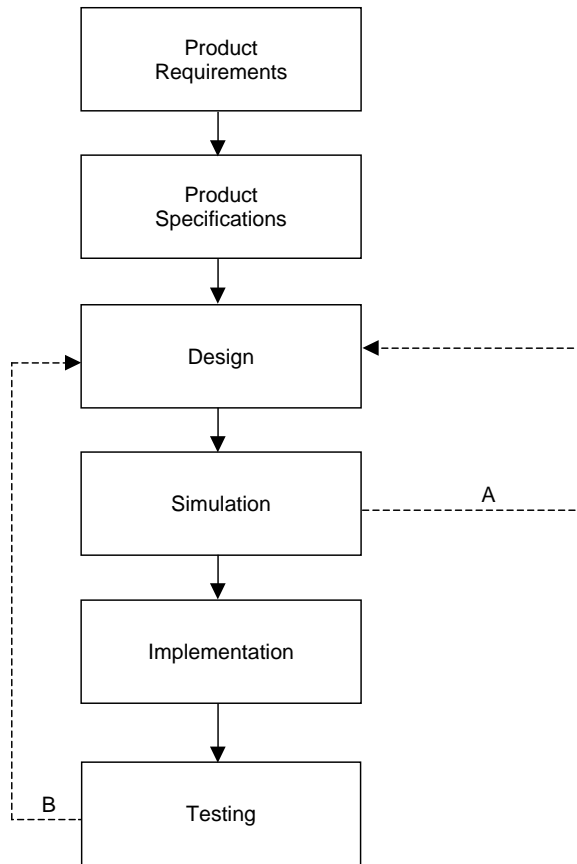 Product
Requirements
Product
Specifications
Design
Simulation
A
Implementation
B
Testing